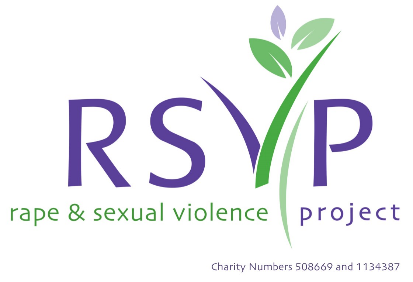 RSVP
rape & sexual violence project
Charity Numbers 508669 and 1134387